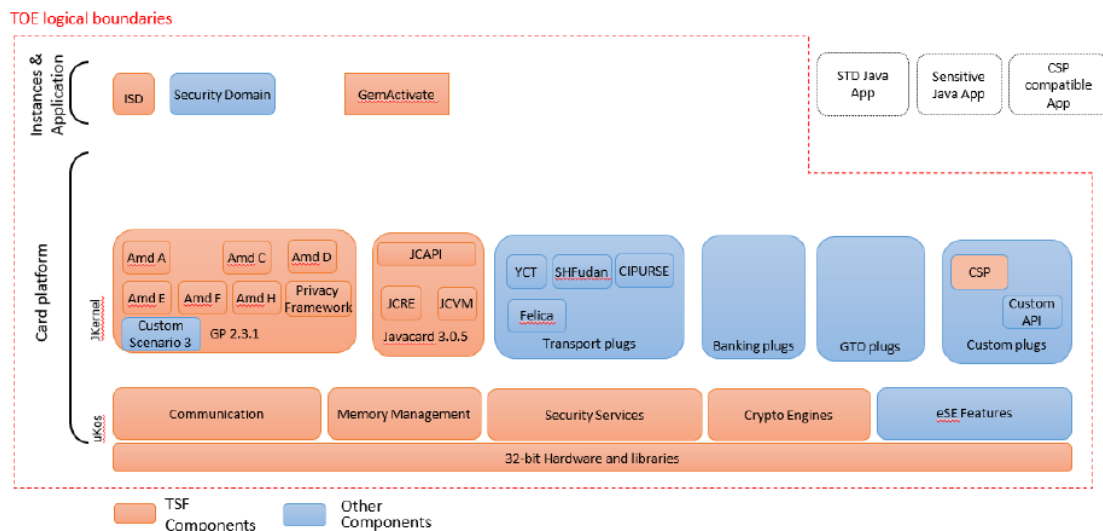 TOE logical boundaries
Instances &
Application
ISD
Security Domain
GemActivate
STD Java
App
Sensitive
Java App
CSP
compatible
App
Card platform
JKernel
Amd A
Amd C
Amd D
Amd E
Amd F
Amd H
Privacy
Framework
Custom
Scenario 3
GP 2.3.1
JCAPI
JCRE
JCVM
Javacard 3.0.5
YCT
SHFudan
CIPURSE
Felica
Transport plugs
Banking plugs
GTO plugs
CSP
Custom
API
Custom plugs
uKos
Communication
Memory Management
Security Services
Crypto Engines
eSE Features
32-bit Hardware and libraries
TSF
Components
Other
Components